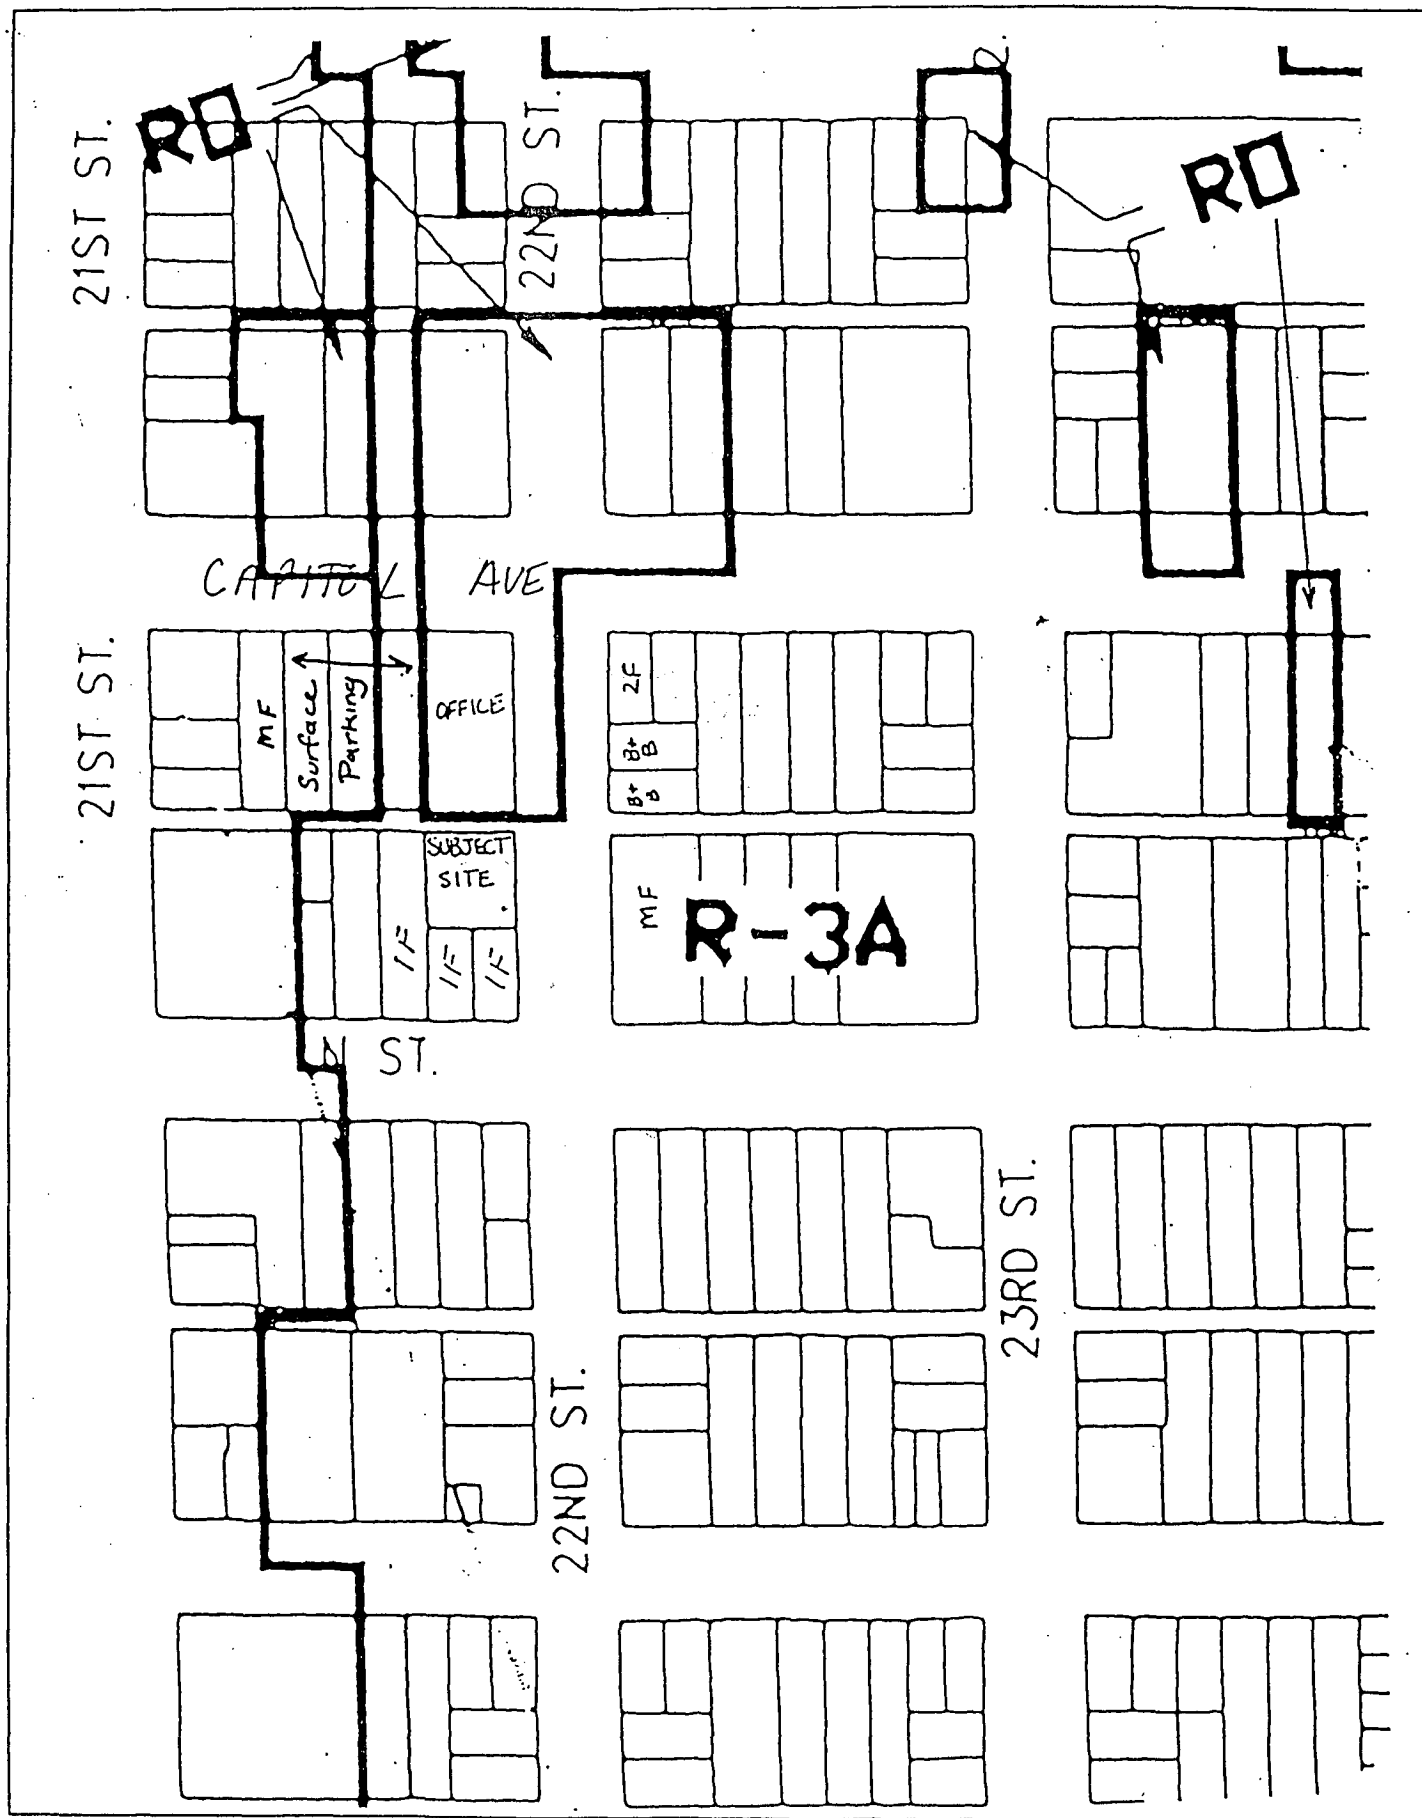 RO
21ST ST.
22ND ST.
RO
CAPITOL AVE
21ST ST.
MF
Surface
Parking
OFFICE
2F
B+B
B+B
SUBJECT
SITE
1F
1F
1F
MF
R-3A
N ST.
23RD ST.
22ND ST.